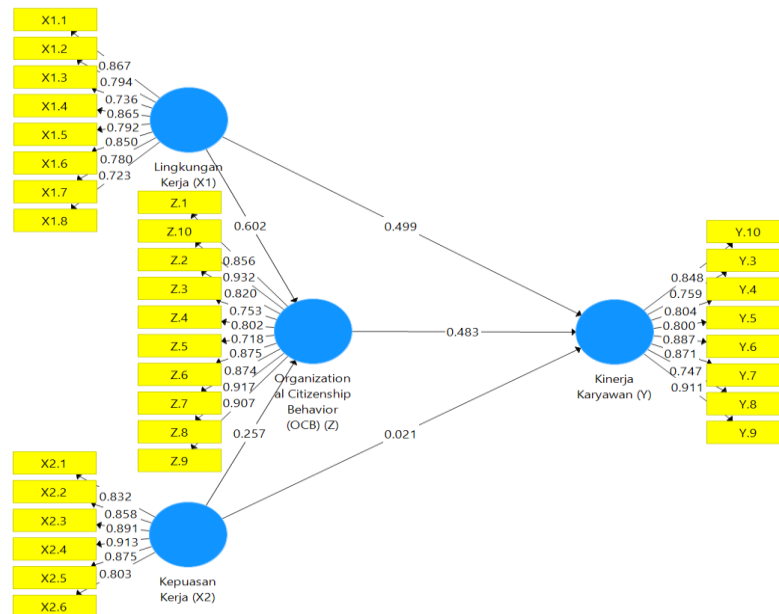 X1.1
X1.2
X1.3
X1.4
X1.5
X1.6
X1.7
X1.8
0.867
0.794
0.736
0.865
0.792
0.850
0.780
0.723
Lingkungan
Kerja (X1)
0.602
0.499
Z.1
Z.10
Z.2
Z.3
Z.4
Z.5
Z.6
Z.7
Z.8
Z.9
0.856
0.932
0.820
0.753
0.802
0.718
0.875
0.874
0.917
0.907
Organization
al Citizenship
Behavior
(OCB) (Z)
0.483
0.257
0.021
Y.10
Y.3
Y.4
Y.5
Y.6
Y.7
Y.8
Y.9
0.848
0.759
0.804
0.800
0.887
0.871
0.747
0.911
Kinerja
Karyawan (Y)
X2.1
X2.2
X2.3
X2.4
X2.5
X2.6
0.832
0.858
0.891
0.913
0.875
0.803
Kepuasan
Kerja (X2)